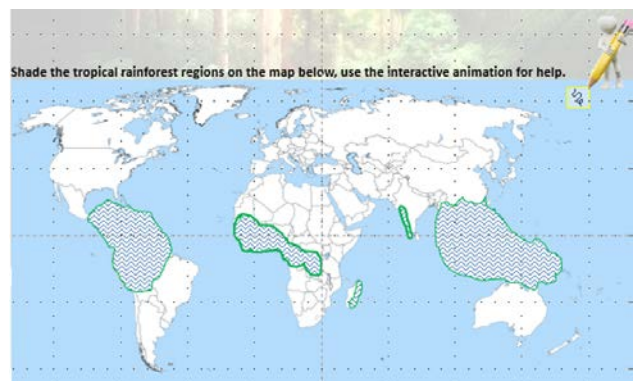 Shade the tropical rainforest regions on the map below, use the interactive animation for help.